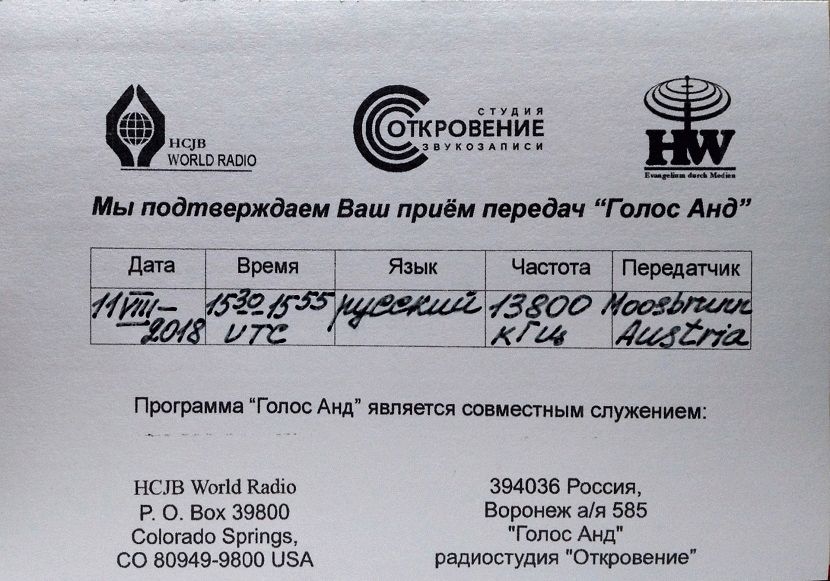 HCJB
WORLD RADIO
СТУДИЯ
ОТКРОВЕНИЕ
ЗВУКОЗАПИСИ
HW
Evangelium durch Medien
Мы подтверждаем Ваш приём передач “Голос Анд”
Дата Время Язык Частота Передатчик
11 VIII– 15³⁰-15⁵⁵ русский 13800 Moosbrunn
2018 UTC кГц Austria
Программа “Голос Анд” является совместным служением:
HCJB World Radio
P. O. Box 39800
Colorado Springs,
CO 80949-9800 USA
394036 Россия,
Воронеж а/я 585
"Голос Анд"
радиостудия "Откровение”